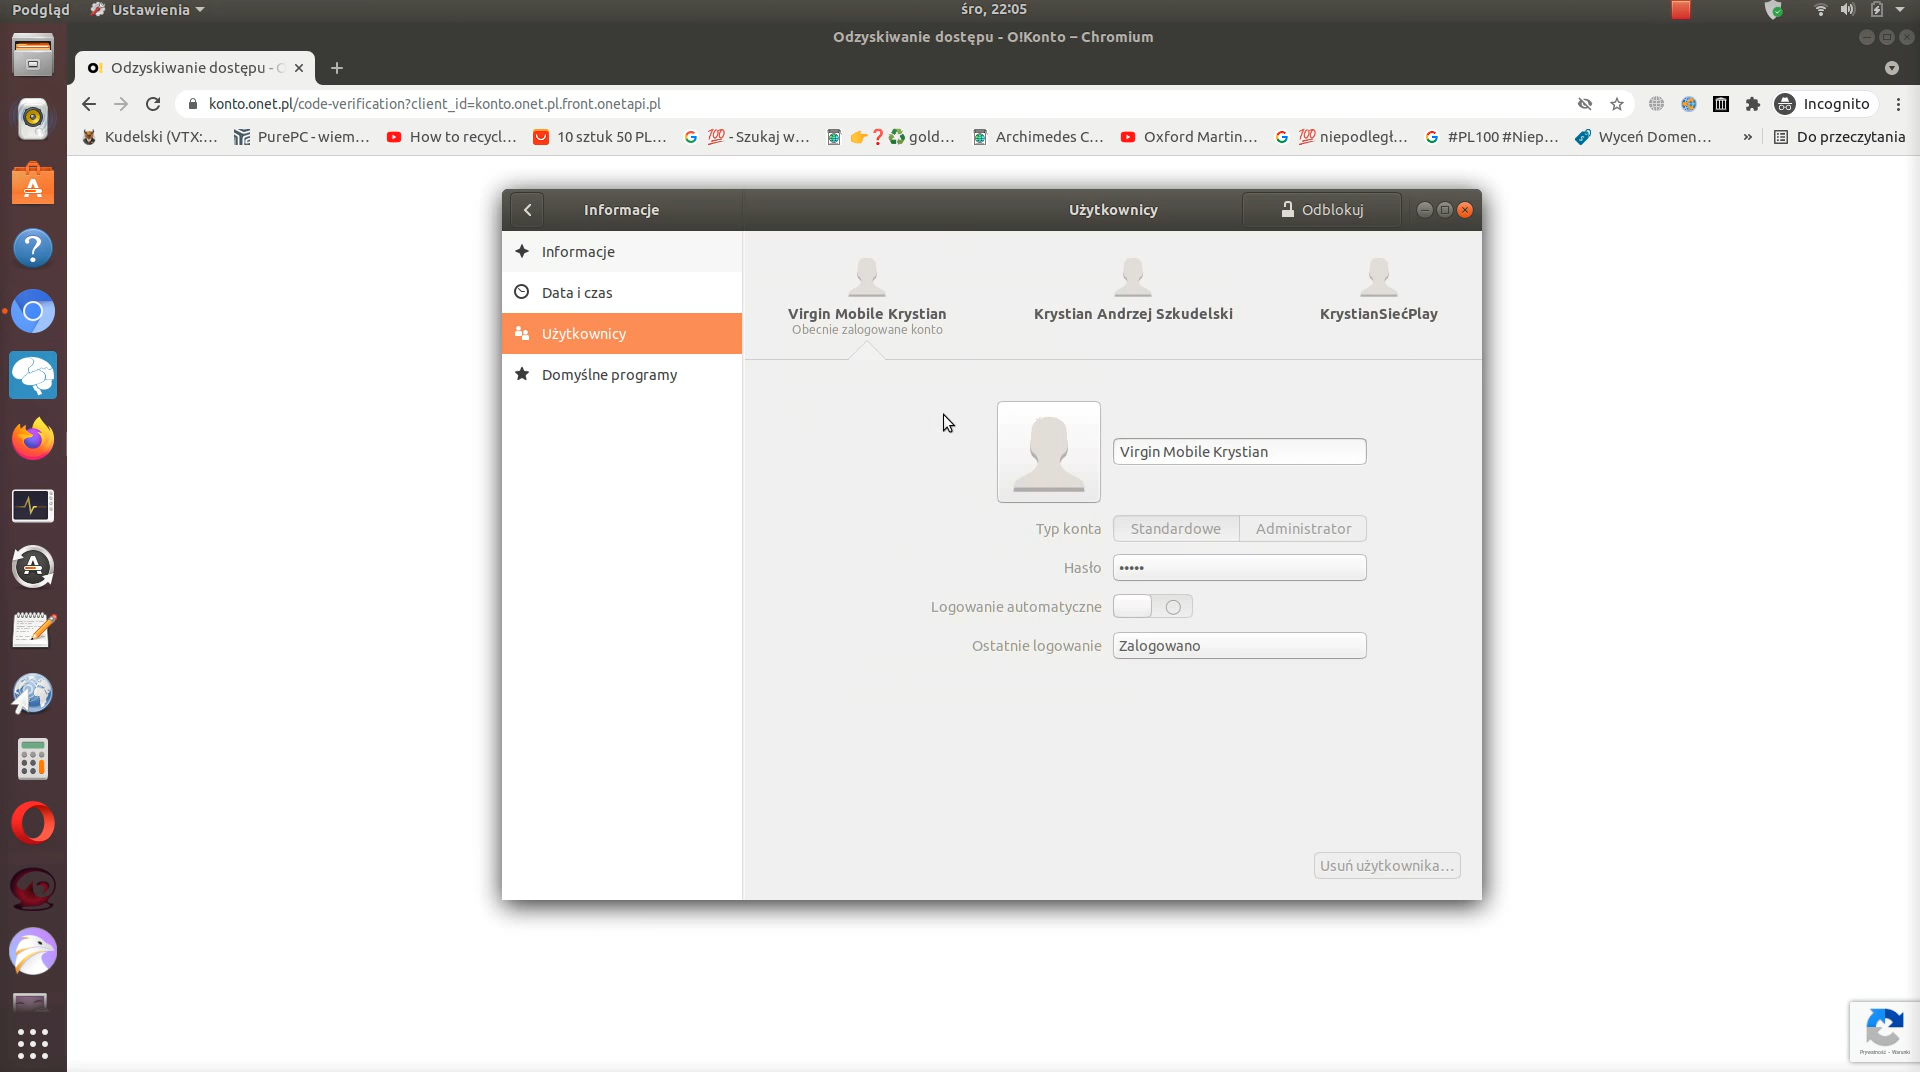 Podgląd Ustawienia śro, 22:05
Odzyskiwanie dostępu - O!Konto – Chromium
Odzyskiwanie dostępu -
konto.onet.pl/code-verification?client_id=konto.onet.pl.front.onetapi.pl Incognito
Kudelski (VTX:... PurePC - wiem... How to recycl... 10 sztuk 50 PL... 💯 - Szukaj w... 👉❓♻ gold... Archimedes C... Oxford Martin... 💯 niepodległ... #PL100 #Niep... Wyceń Domen... » Do przeczytania
Informacje Użytkownicy Odblokuj
Informacje
Data i czas
Użytkownicy
Domyślne programy
Virgin Mobile Krystian Krystian Andrzej Szkudelski KrystianSiećPlay
Obecnie zalogowane konto
Virgin Mobile Krystian
Typ konta Standardowe Administrator
Hasło •••••
Logowanie automatyczne
Ostatnie logowanie Zalogowano
Usuń użytkownika...
Prywatność - Warunki